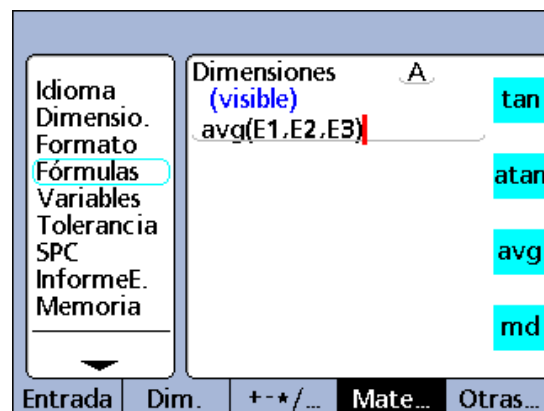 Idioma
Dimensio.
Formato
Fórmulas
Variables
Tolerancia
SPC
InformeE.
Memoria
Dimensiones A
(visible)
avg(E1,E2,E3)
tan
atan
avg
md
Entrada Dim. +-*/... Mate... Otras...